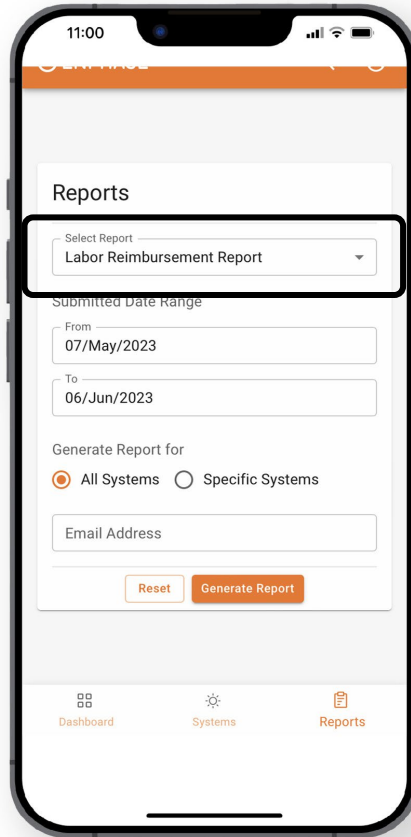 11:00
Reports
Select Report
Labor Reimbursement Report
Submitted Date Range
From
07/May/2023
To
06/Jun/2023
Generate Report for
All Systems Specific Systems
Email Address
Reset Generate Report
Dashboard Systems Reports